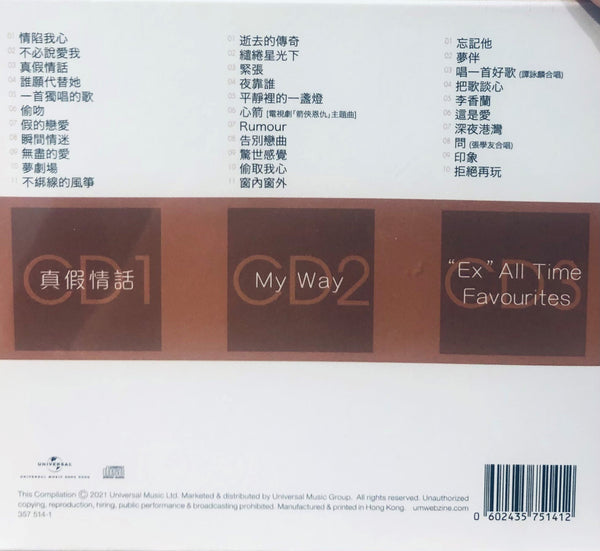 01 情陷我心
02 不必說愛我
03 真假情話
04 誰願代替她
05 一首獨唱的歌
06 偷吻
07 假的戀愛
08 瞬間情迷
09 無盡的愛
10 夢劇場
11 不綁線的風箏
01 逝去的傳奇
02 繾綣星光下
03 緊張
04 夜靠誰
05 平靜裡的一盞燈
06 心箭 [電視劇「箭俠恩仇」主題曲]
07 Rumour
08 告別戀曲
09 驚世感覺
10 偷取我心
11 窗內窗外
01 忘記他
02 夢伴
03 唱一首好歌 (譚詠麟合唱)
04 把歌談心
05 李香蘭
06 這是愛
07 深夜港灣
08 問 (張學友合唱)
09 印象
10 拒絕再玩
CD1
真假情話
CD2
My Way
CD3
“Ex” All Time
Favourites
UNIVERSAL
UNIVERSAL MUSIC HONG KONG
This Compilation Ⓒ 2021 Universal Music Ltd. Marketed & distributed by Universal Music Group. All rights reserved. Unauthorized
copying, reproduction, hiring, public performance & broadcasting prohibited. Manufactured & printed in Hong Kong. umwebzine.com
357 514-1
0 602435 751412